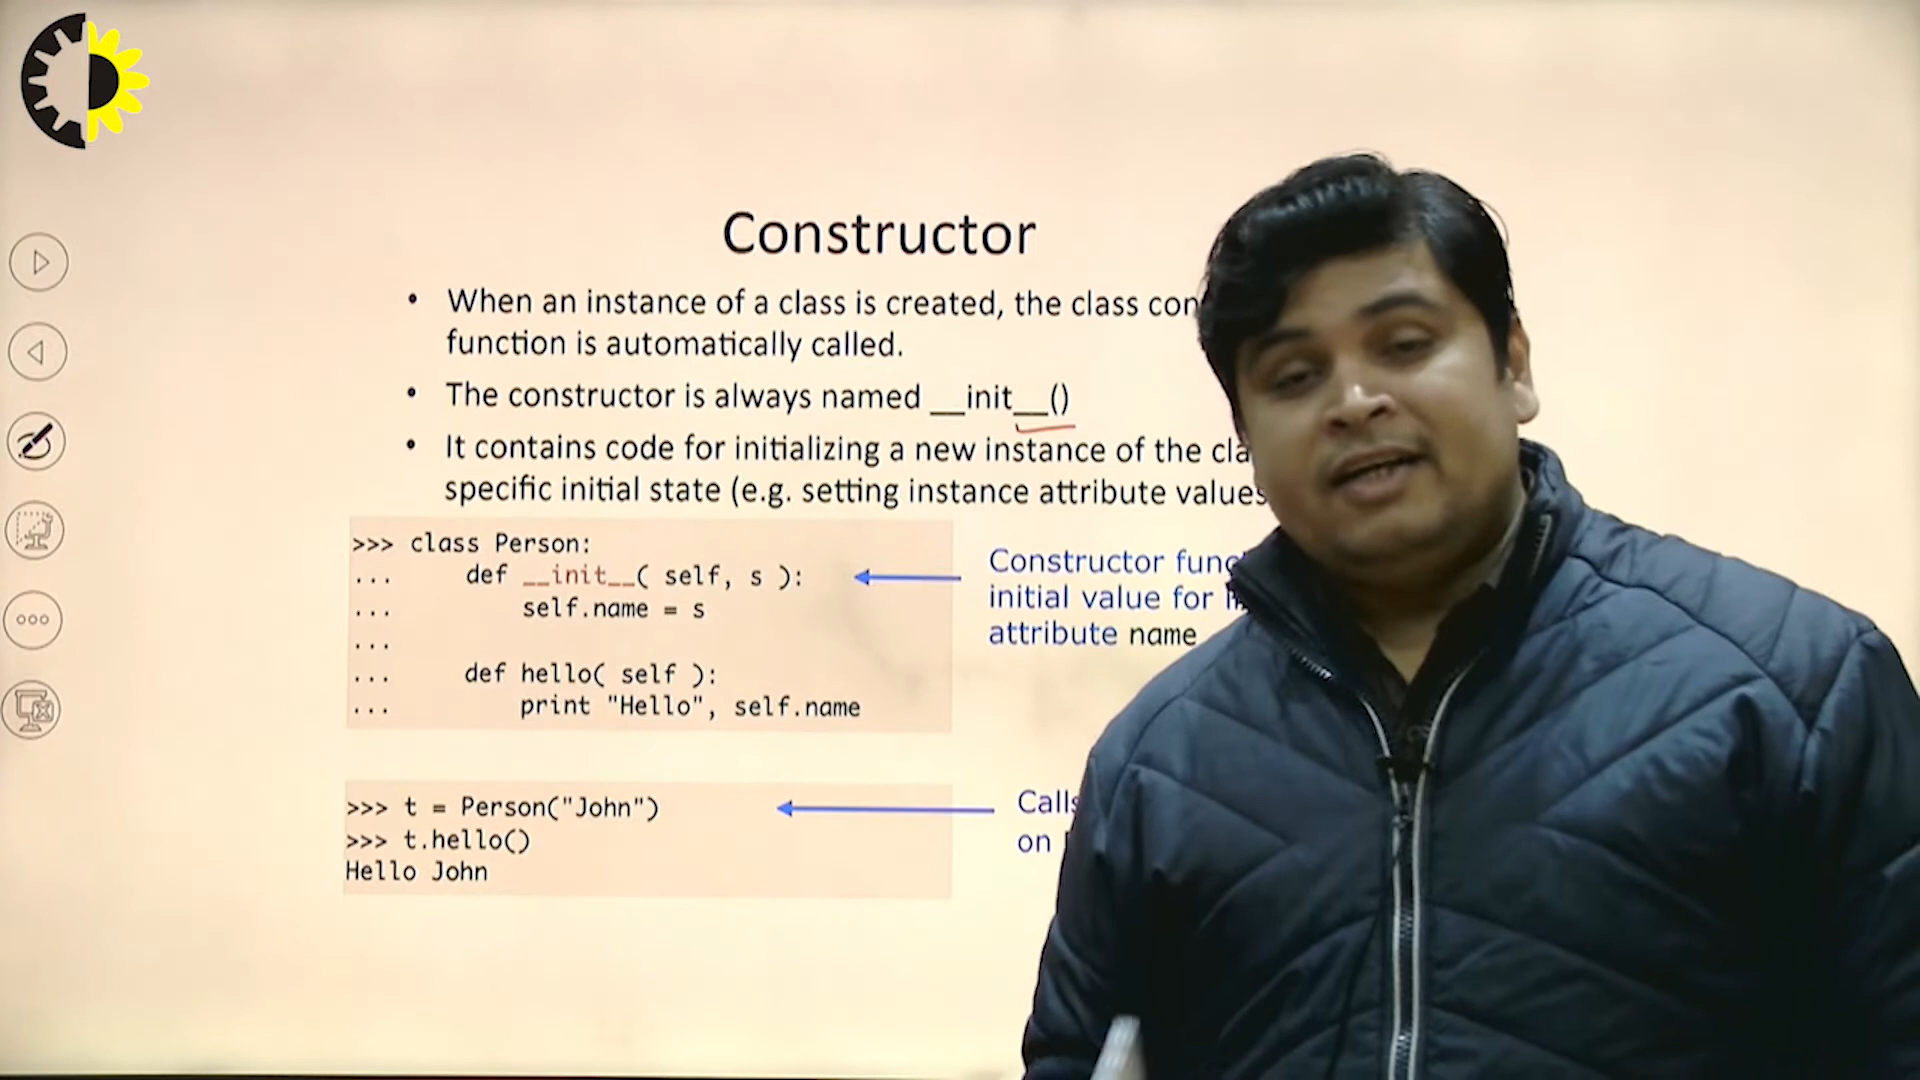 Constructor
• When an instance of a class is created, the class con
function is automatically called.
• The constructor is always named __init__()
• It contains code for initializing a new instance of the cla
specific initial state (e.g. setting instance attribute values
>>> class Person:
... def __init__( self, s ):
... self.name = s
...
... def hello( self ):
... print "Hello", self.name
Constructor func
initial value for
attribute name
>>> t = Person("John")
>>> t.hello()
Hello John
Calls
on